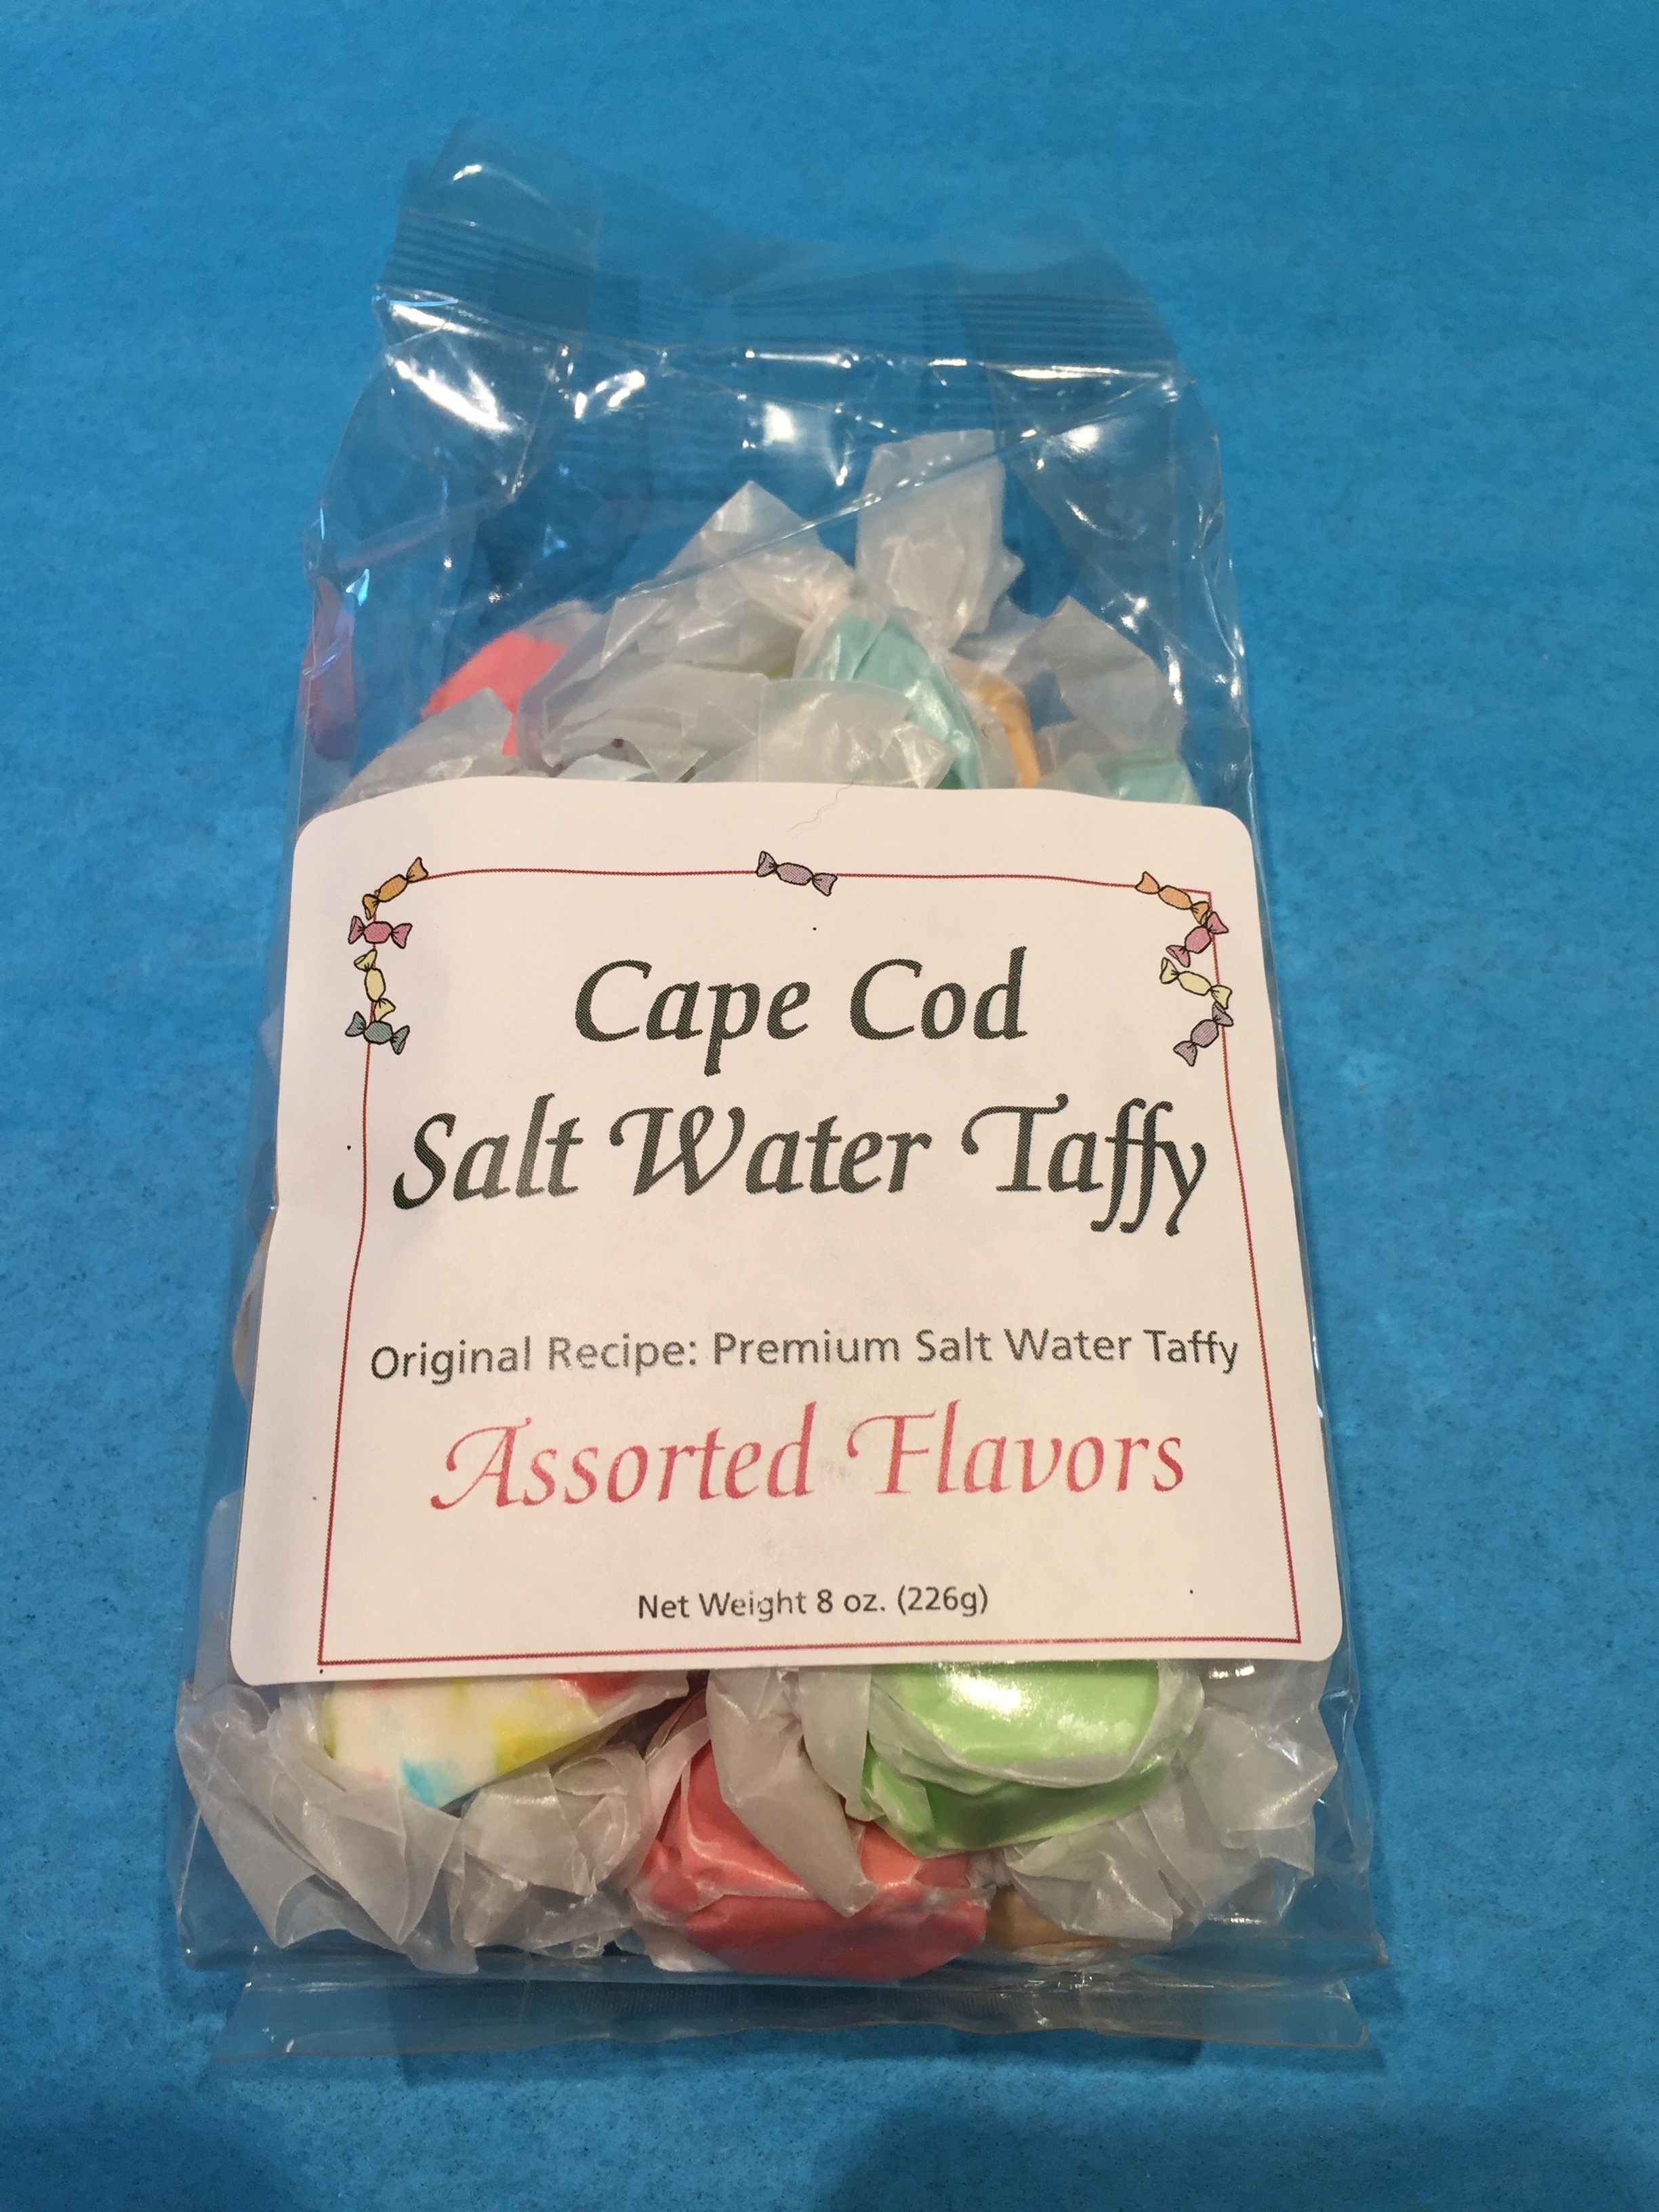 Cape Cod
Salt Water Taffy
Original Recipe: Premium Salt Water Taffy
Assorted Flavors
Net Weight 8 oz. (226g)